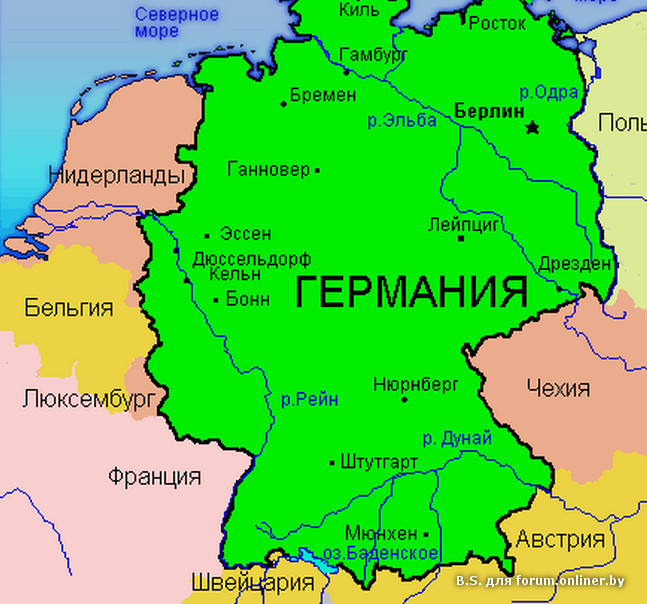 Северное
море
Киль
Росток
море
Гамбург
Бремен
р.Одра
р.Эльба
Берлин
Поль
Нидерланды
Ганновер
Эссен
Лейпциг
Дюссельдорф
Кельн
Дрезден
Бонн
ГЕРМАНИЯ
Бельгия
Люксембург
р.Рейн
Нюрнберг
Чехия
р. Дунай
Франция
Штутгарт
Мюнхен
Австрия
оз.Баденское
Швейцария
B.S. для forum.onliner.by